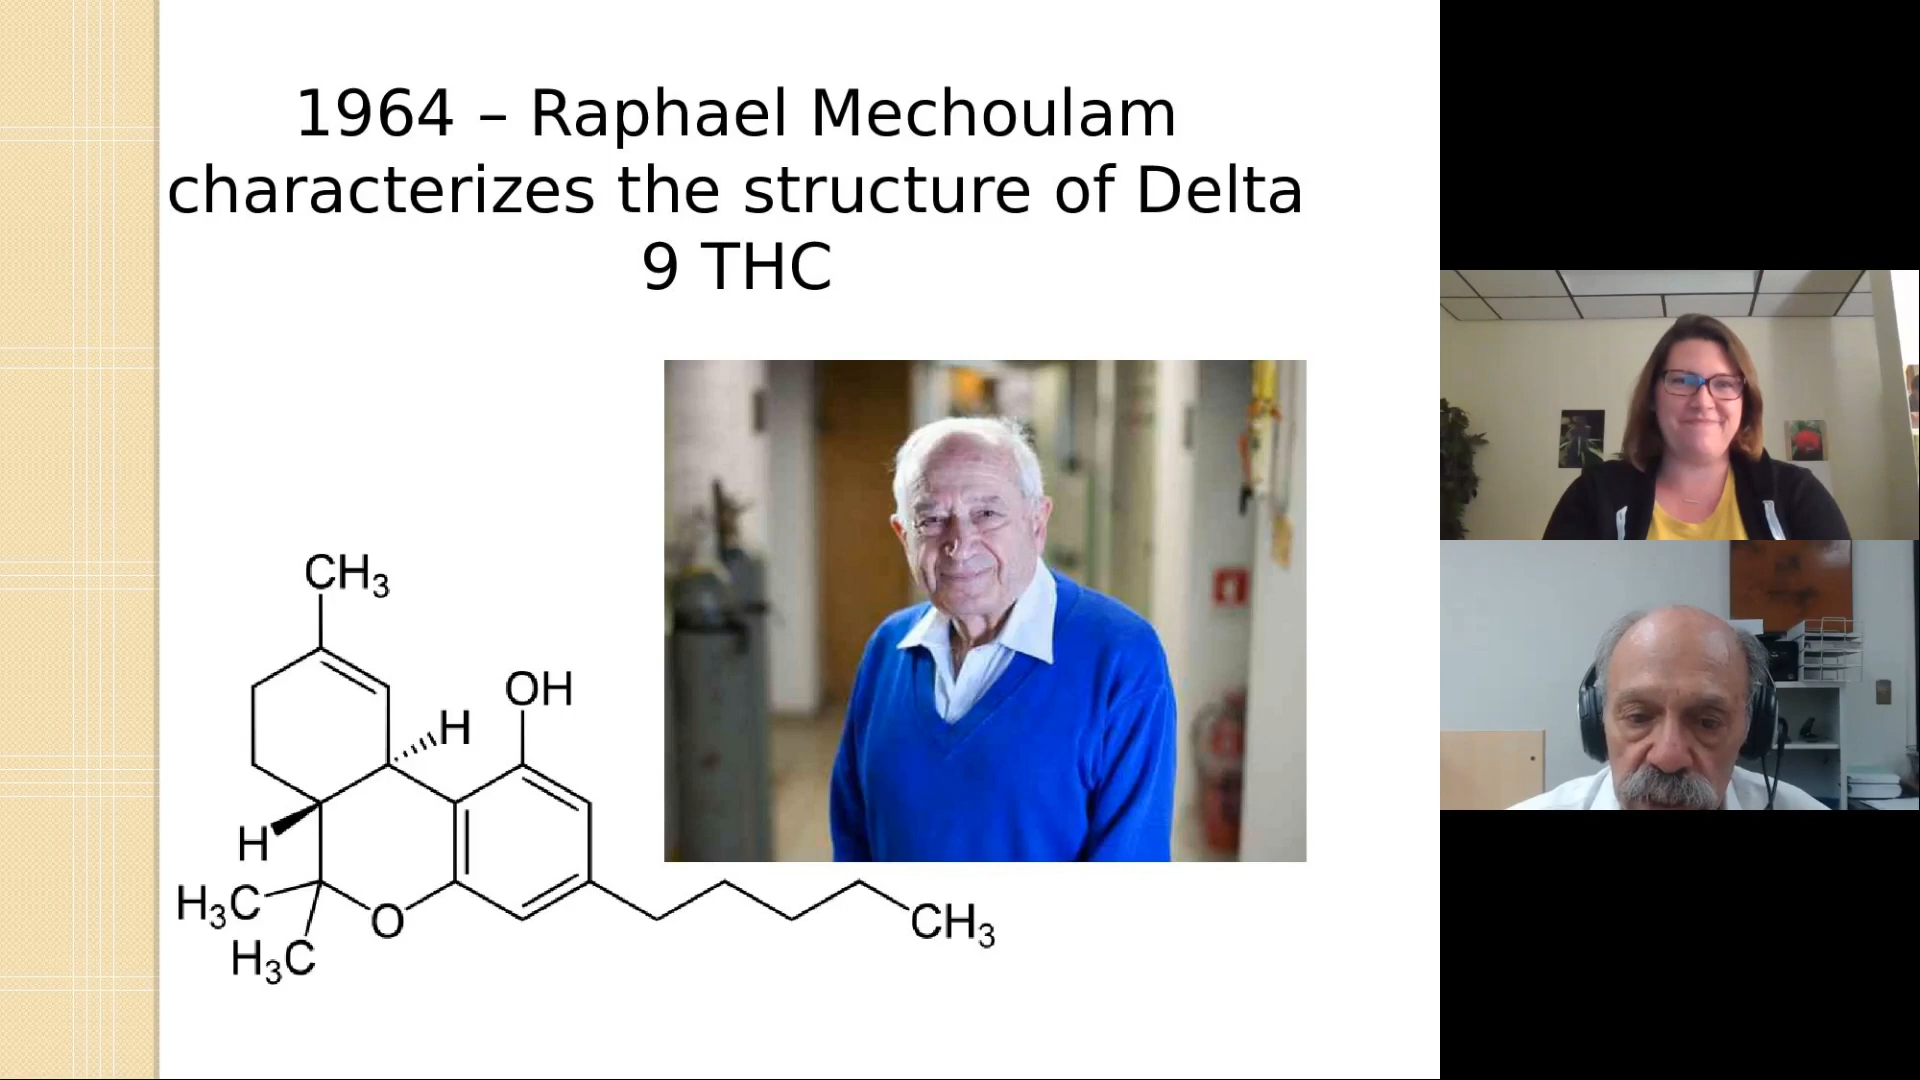 1964 – Raphael Mechoulam
characterizes the structure of Delta
9 THC
CH₃
OH
H
H
H₃C
O
CH₃
H₃C